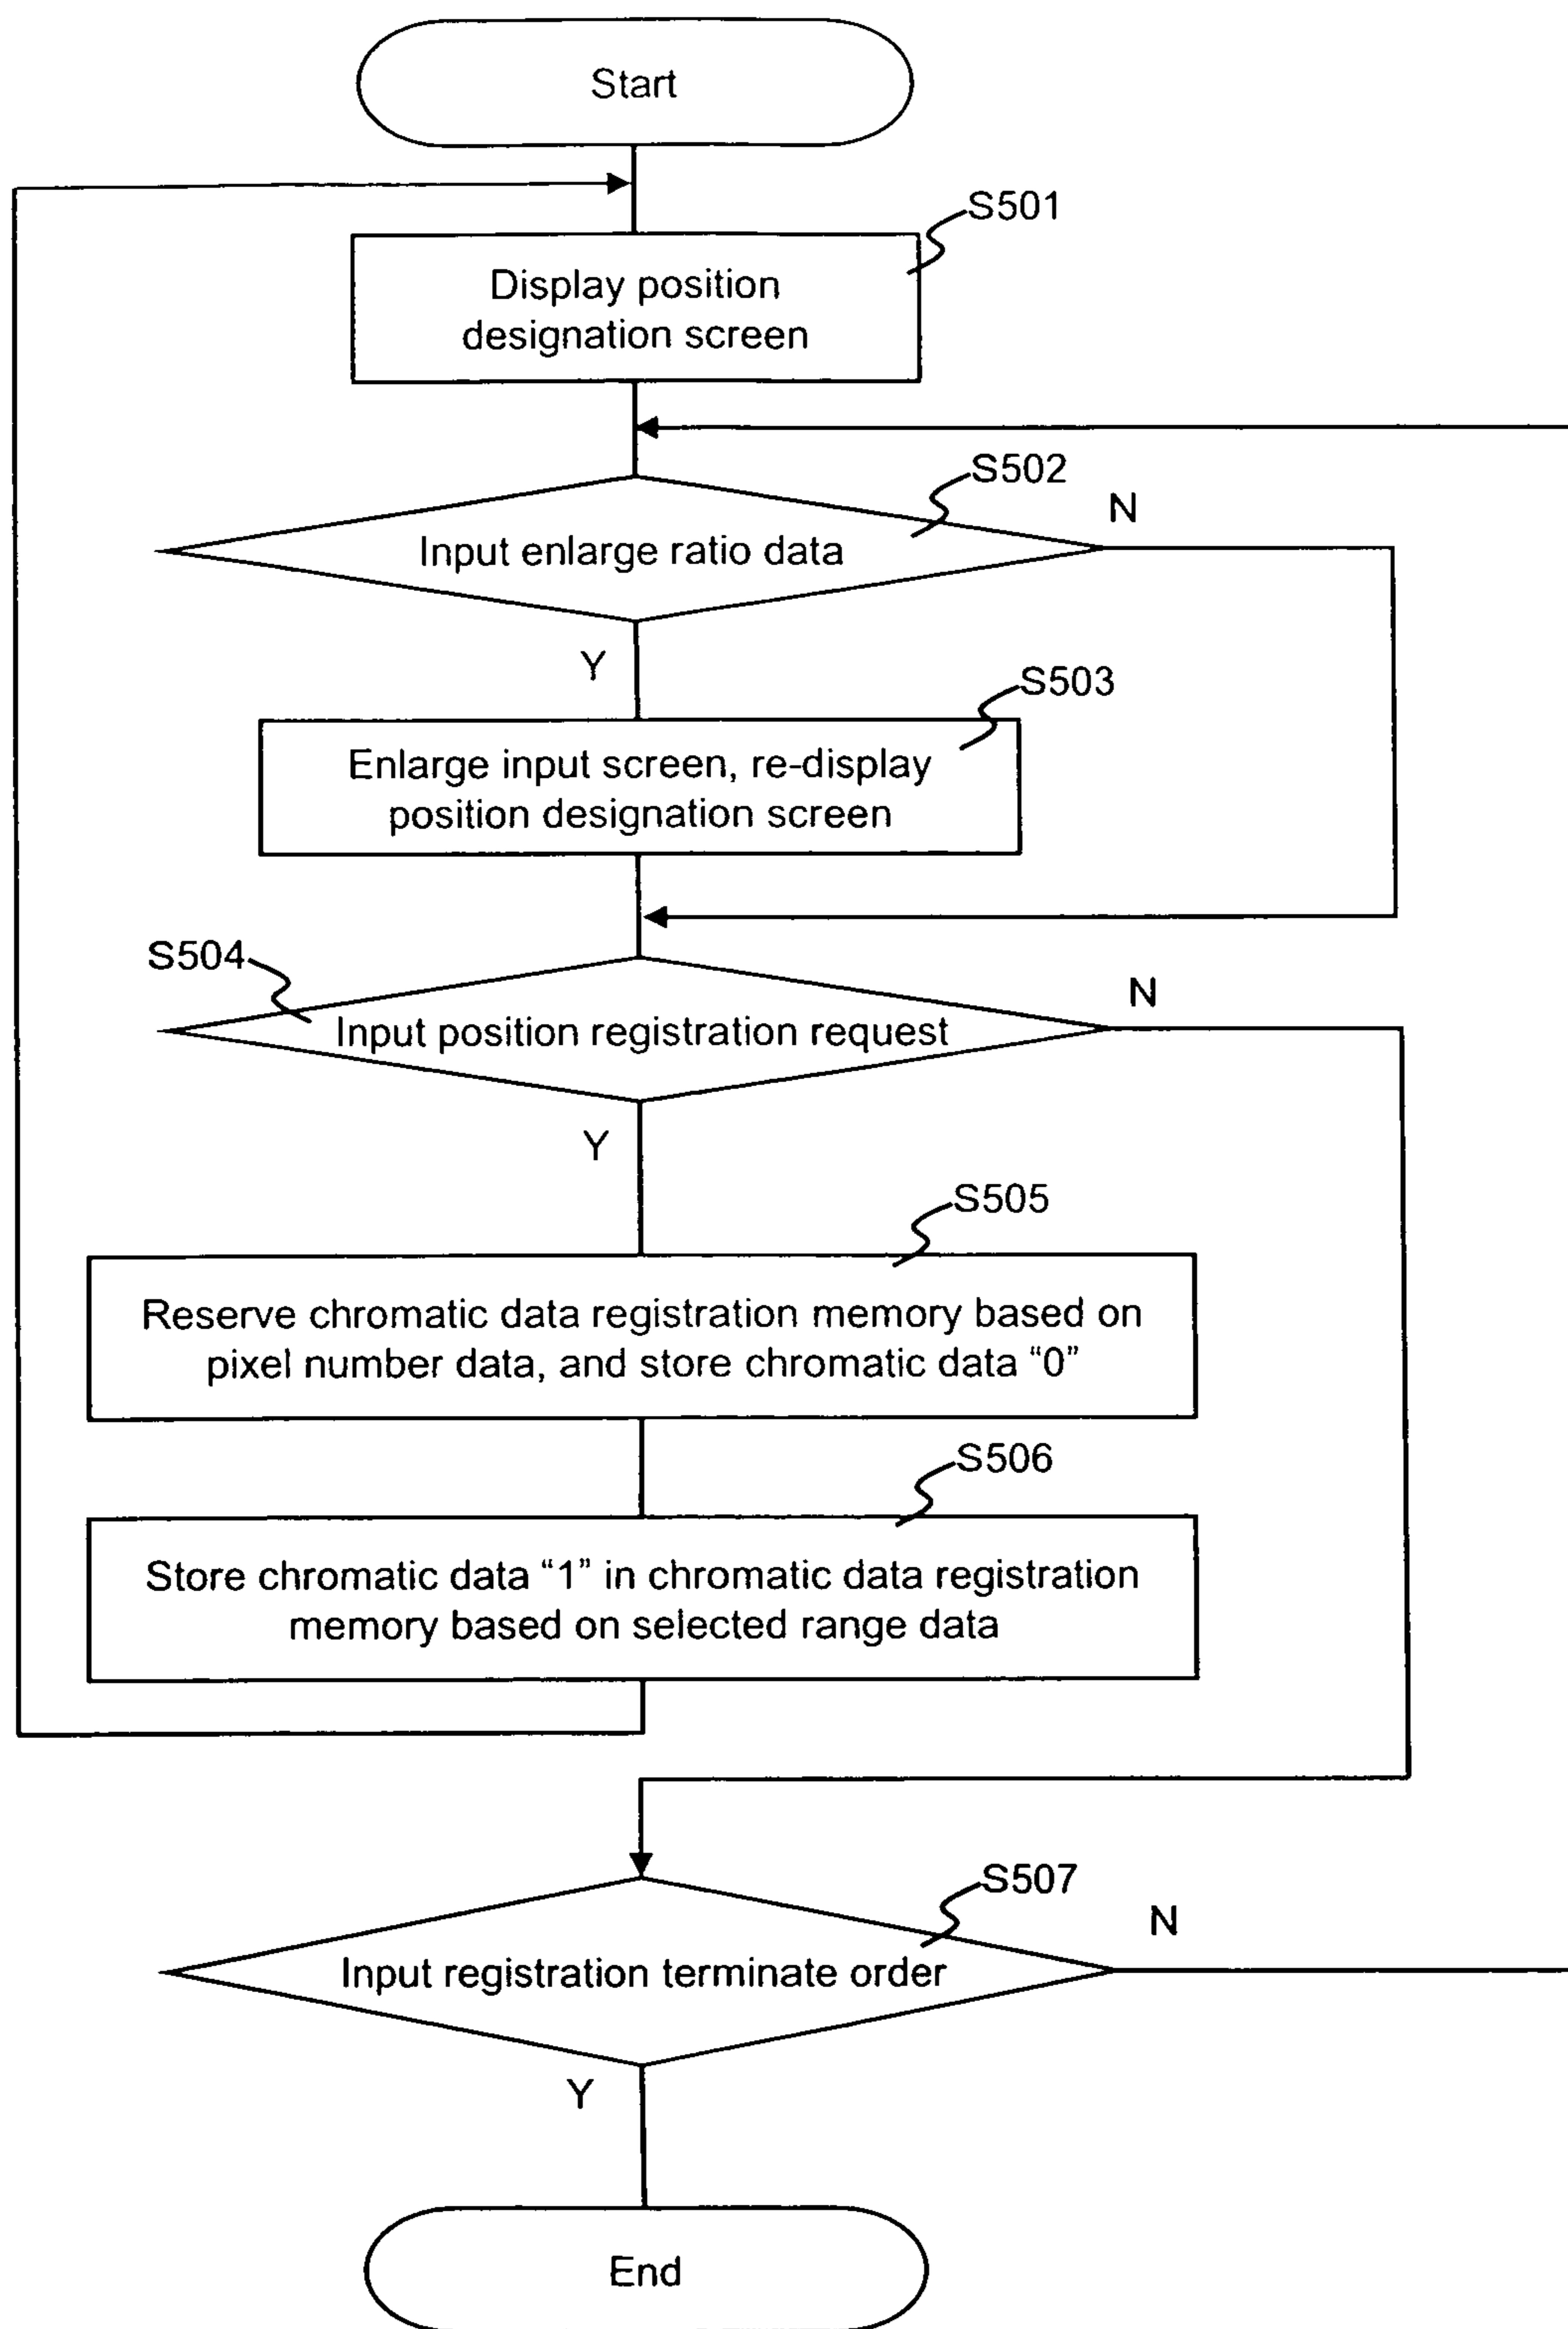 Start
S501
Display position
designation screen
S502
N
Input enlarge ratio data
Y
S503
Enlarge input screen, re-display
position designation screen
S504
N
Input position registration request
Y
S505
Reserve chromatic data registration memory based on
pixel number data, and store chromatic data “0”
S506
Store chromatic data “1” in chromatic data registration
memory based on selected range data
S507
N
Input registration terminate order
Y
End